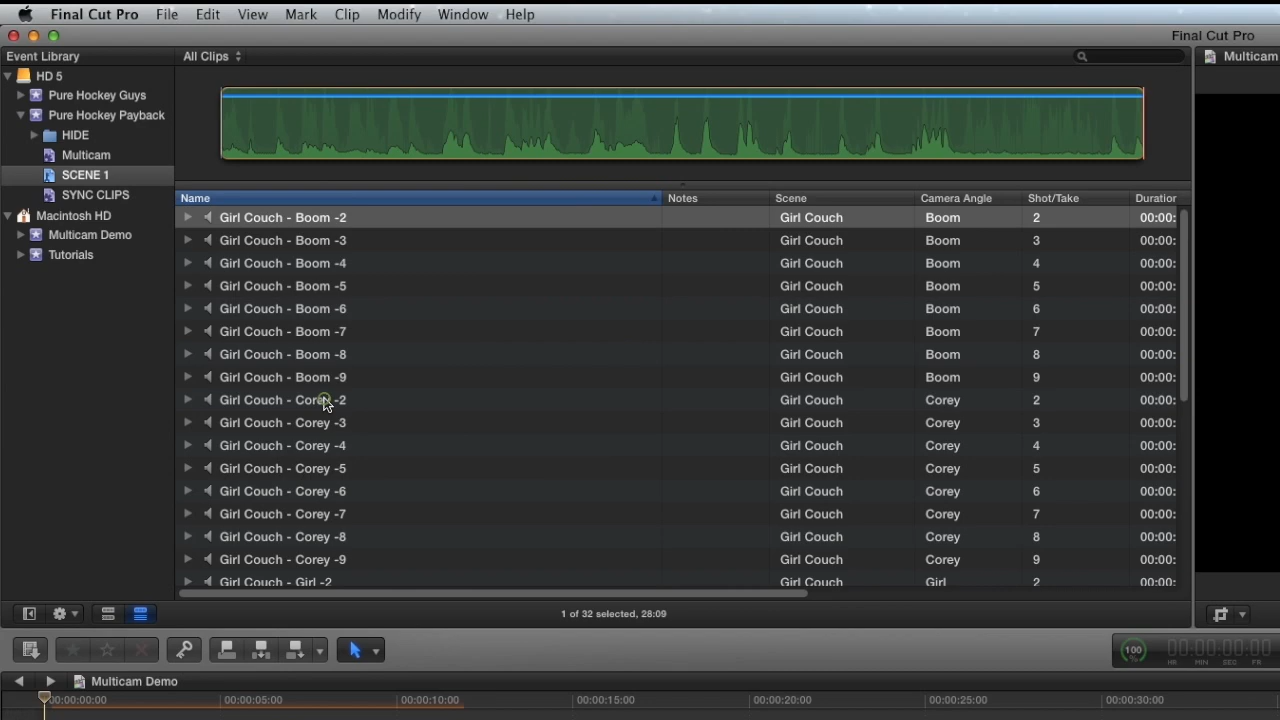 Final Cut Pro File Edit View Mark Clip Modify Window Help
Final Cut Pro
Event Library All Clips Multicam
HD 5
Pure Hockey Guys
Pure Hockey Payback
HIDE
Multicam
SCENE 1
SYNC CLIPS
Macintosh HD
Multicam Demo
Tutorials
Name Notes Scene Camera Angle Shot/Take Duration
Girl Couch - Boom -2 Girl Couch Boom 2 00:00:
Girl Couch - Boom -3 Girl Couch Boom 3 00:00:
Girl Couch - Boom -4 Girl Couch Boom 4 00:00:
Girl Couch - Boom -5 Girl Couch Boom 5 00:00:
Girl Couch - Boom -6 Girl Couch Boom 6 00:00:
Girl Couch - Boom -7 Girl Couch Boom 7 00:00:
Girl Couch - Boom -8 Girl Couch Boom 8 00:00:
Girl Couch - Boom -9 Girl Couch Boom 9 00:00:
Girl Couch - Corey -2 Girl Couch Corey 2 00:00:
Girl Couch - Corey -3 Girl Couch Corey 3 00:00:
Girl Couch - Corey -4 Girl Couch Corey 4 00:00:
Girl Couch - Corey -5 Girl Couch Corey 5 00:00:
Girl Couch - Corey -6 Girl Couch Corey 6 00:00:
Girl Couch - Corey -7 Girl Couch Corey 7 00:00:
Girl Couch - Corey -8 Girl Couch Corey 8 00:00:
Girl Couch - Corey -9 Girl Couch Corey 9 00:00:
Girl Couch - Girl -2 Girl Couch Girl 2 00:00:
1 of 32 selected, 28:09
100 00:00:00:00
% HR MIN SEC FR
Multicam Demo
00:00:00:00 00:00:05:00 00:00:10:00 00:00:15:00 00:00:20:00 00:00:25:00 00:00:30:00